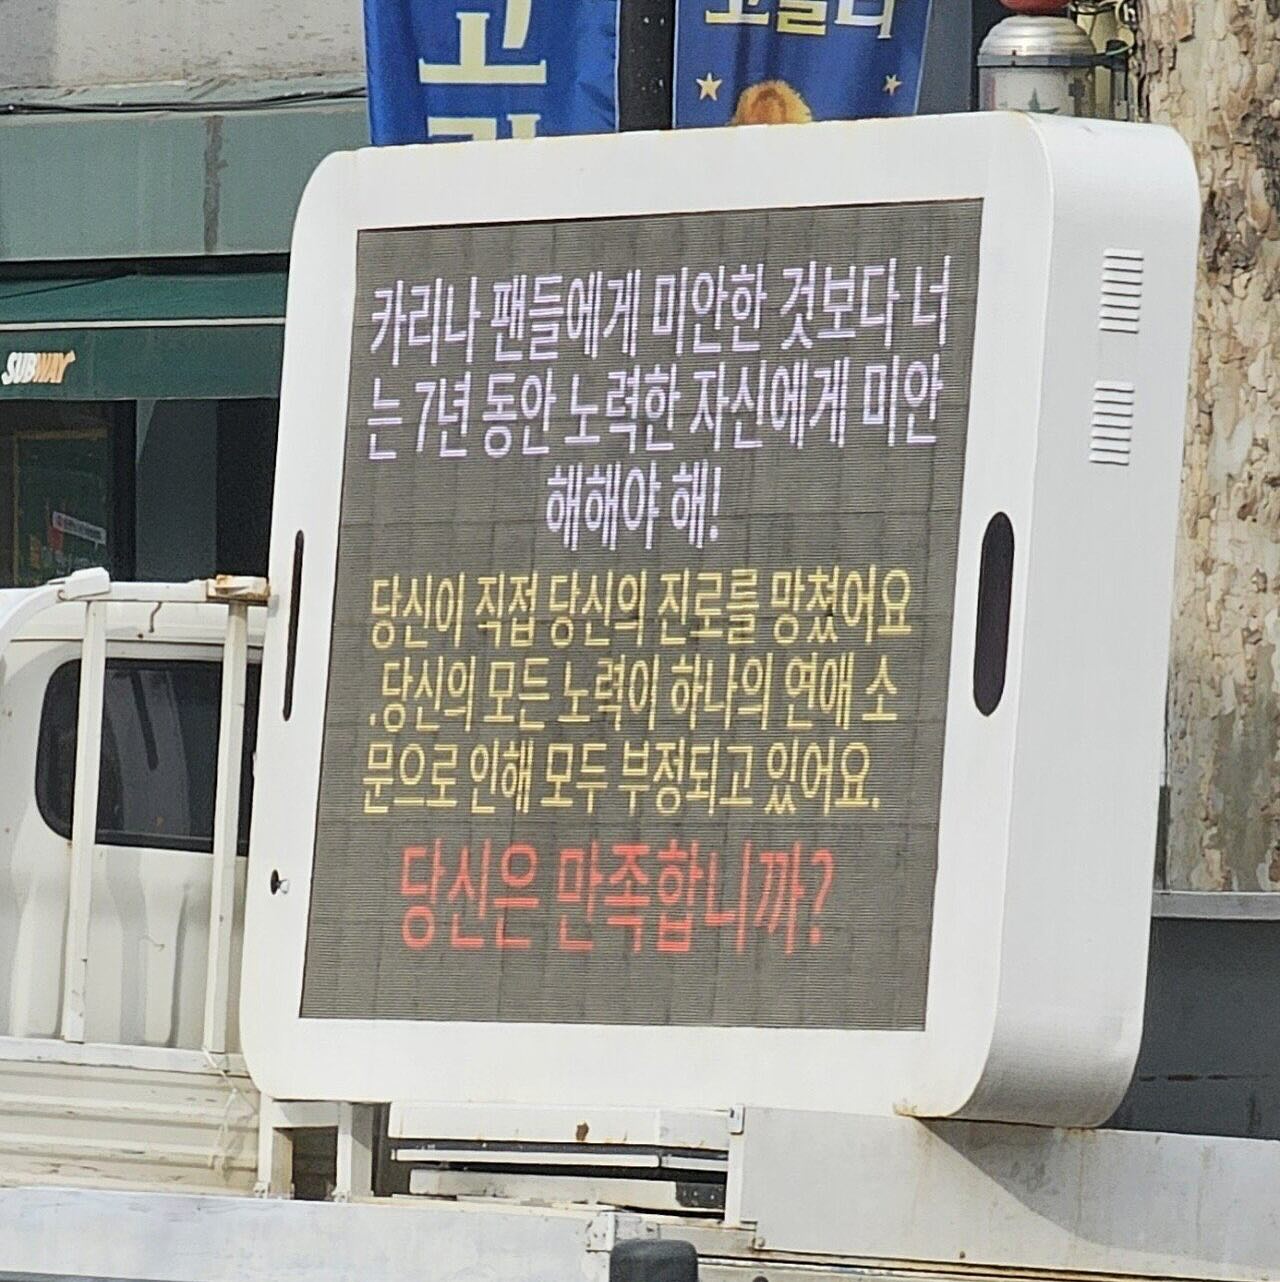 고
고블리
SUBWAY
카리나 팬들에게 미안한 것보다 너
는 7년 동안 노력한 자신에게 미안
해해야 해!
당신이 직접 당신의 진로를 망쳤어요
.당신의 모든 노력이 하나의 연애 소
문으로 인해 모두 부정되고 있어요.
당신은 만족합니까?